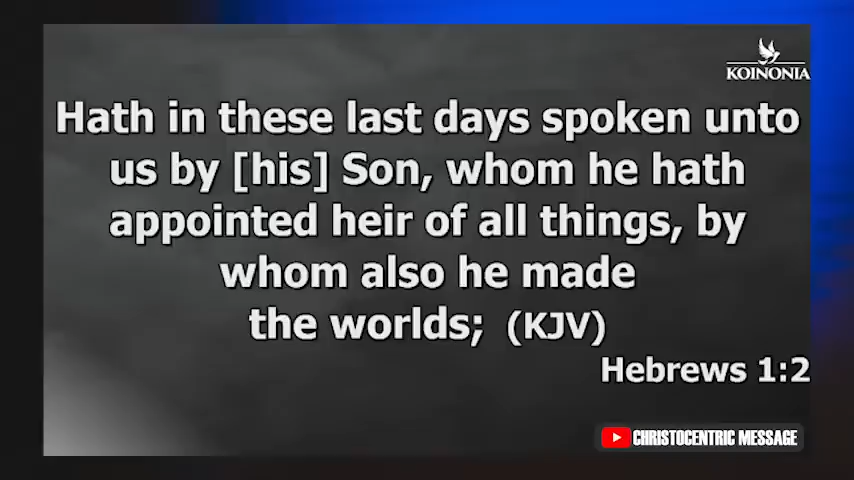 KOINONIA
Hath in these last days spoken unto
us by [his] Son, whom he hath
appointed heir of all things, by
whom also he made
the worlds; (KJV)
Hebrews 1:2
CHRISTOCENTRIC MESSAGE